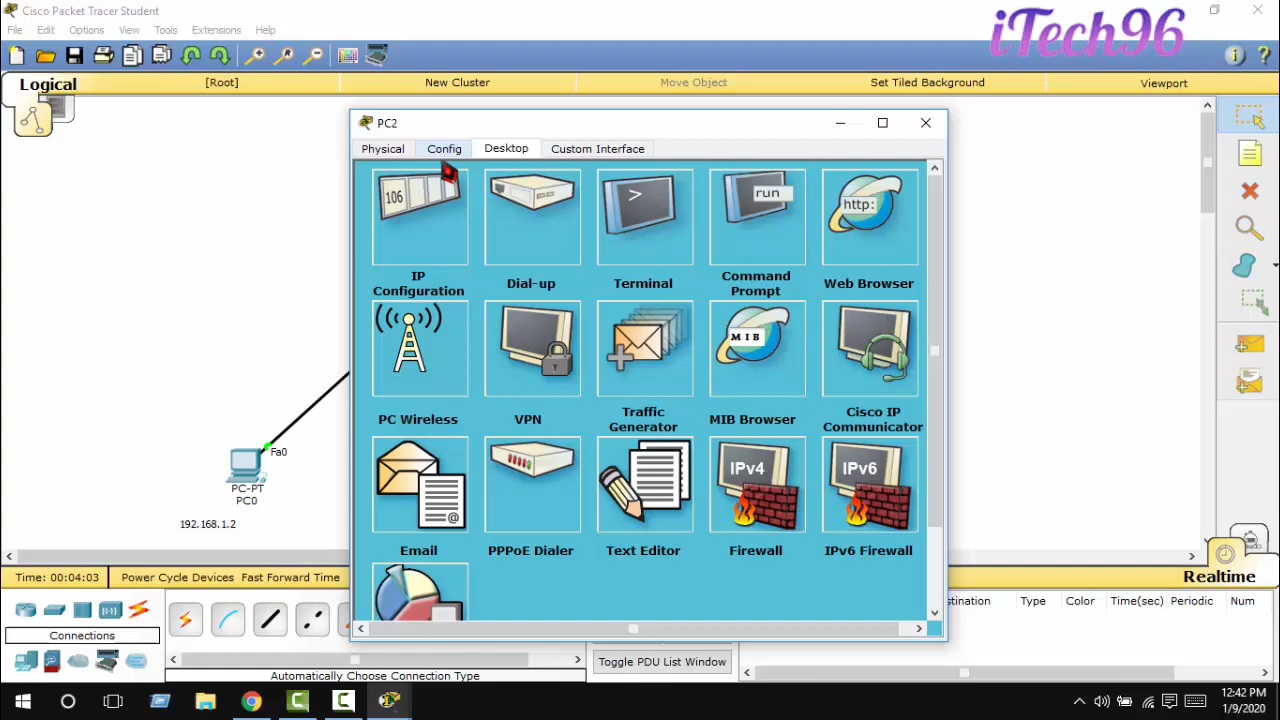 Cisco Packet Tracer Student
iTech96
File Edit Options View Tools Extensions Help
Logical [Root] New Cluster Move Object Set Tiled Background Viewport
PC2
Physical Config Desktop Custom Interface
106
>
run
http:
IP Configuration
Dial-up
Terminal
Command Prompt
Web Browser
MIB
PC Wireless
VPN
Traffic Generator
MIB Browser
Cisco IP Communicator
@
IPv4
IPv6
Email
PPPoE Dialer
Text Editor
Firewall
IPv6 Firewall
Fa0
PC-PT
PC0
192.168.1.2
Time: 00:04:03 Power Cycle Devices Fast Forward Time
Realtime
Connections
Automatically Choose Connection Type
Toggle PDU List Window
Type Color Time(sec) Periodic Num
12:42 PM
1/9/2020